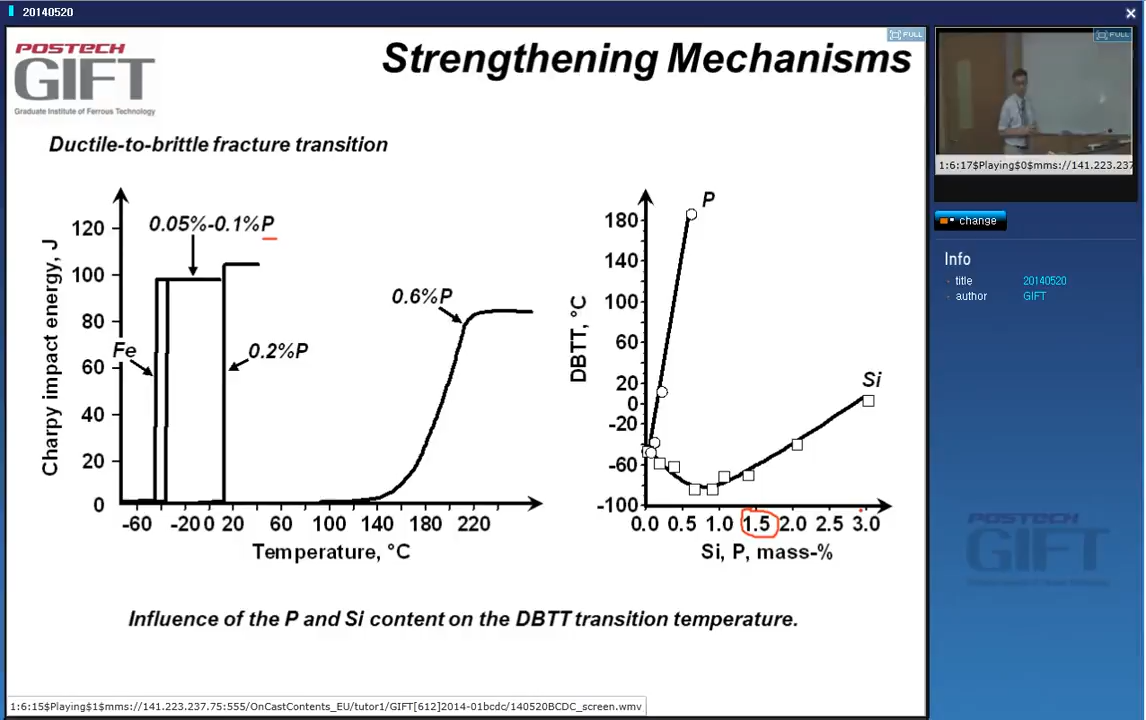 20140520
POSTECH
GIFT
Graduate Institute of Ferrous Technology
Strengthening Mechanisms
FULL
Ductile-to-brittle fracture transition
Charpy impact energy, J
120
100
80
60
40
20
0
0.05%-0.1%P
Fe
0.2%P
0.6%P
-60 -20 0 20 60 100 140 180 220
Temperature, °C
DBTT, °C
180
140
100
60
20
0
-20
-60
-100
P
Si
0.0 0.5 1.0 1.5 2.0 2.5 3.0
Si, P, mass-%
Influence of the P and Si content on the DBTT transition temperature.
1:6:15$Playing$1$mms://141.223.237.75:555/OnCastContents_EU/tutor1/GIFT[612]2014-01bcdc/140520BCDC_screen.wmv
FULL
1:6:17$Playing$0$mms://141.223.237
change
Info
title 20140520
author GIFT
POSTECH
GIFT